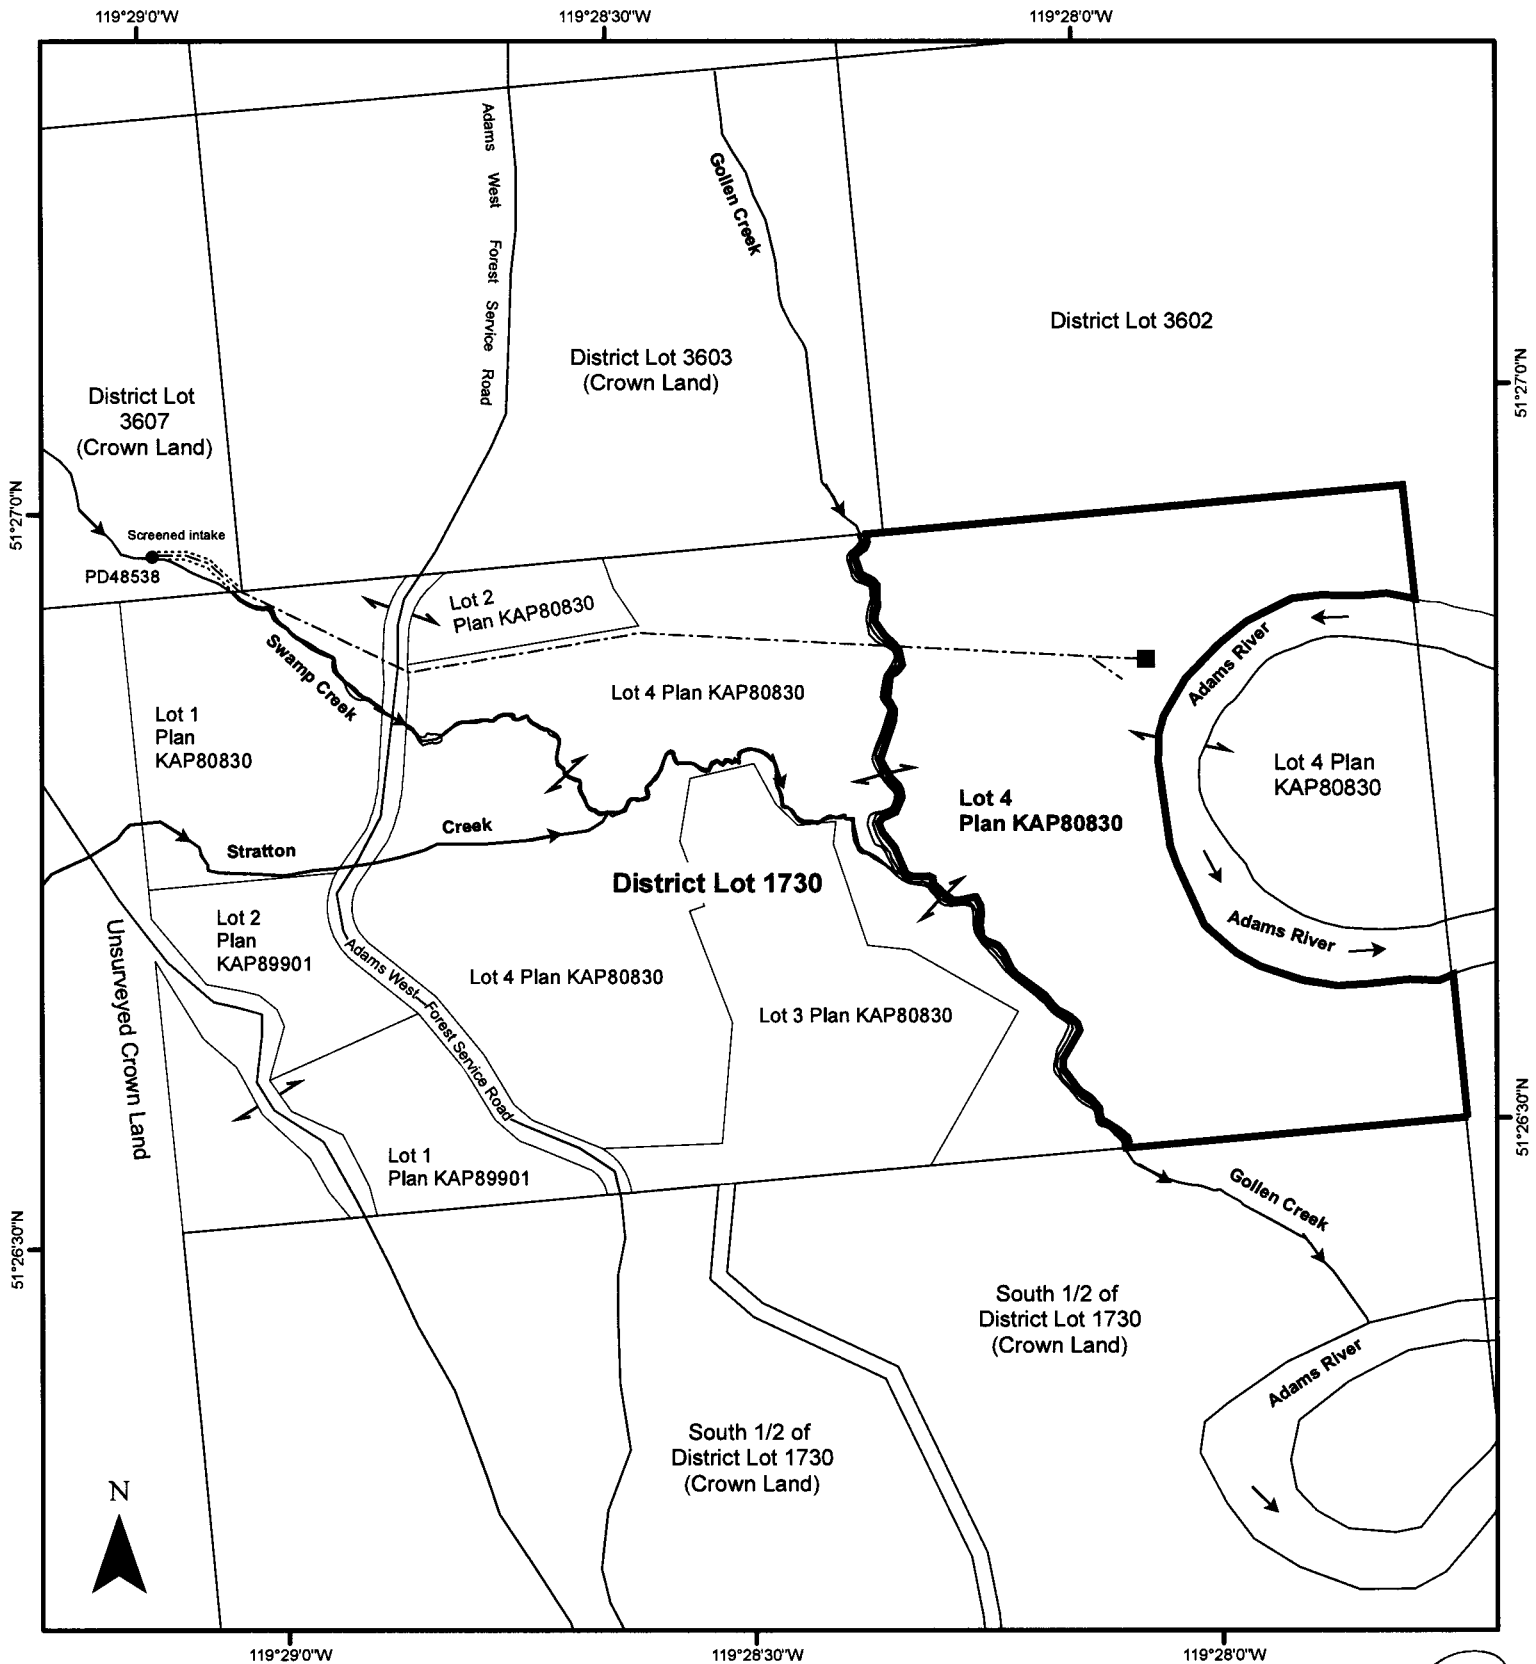 119°29'0"W
119°28'30"W
119°28'0"W
Adams West Forest Service Road
Gollen Creek
District Lot 3602
District Lot 3603
(Crown Land)
District Lot
3607
(Crown Land)
51°27'0"N
51°27'0"N
Screened intake
PD48538
Lot 2
Plan KAP80830
Swamp Creek
Lot 4 Plan KAP80830
Adams River
Lot 1
Plan
KAP80830
Lot 4 Plan
KAP80830
Lot 4
Plan KAP80830
Stratton
Creek
District Lot 1730
Lot 2
Plan
KAP89901
Unsurveyed Crown Land
Adams West Forest Service Road
Lot 4 Plan KAP80830
Adams River
Lot 3 Plan KAP80830
51°26'30"N
Lot 1
Plan KAP89901
Gollen Creek
51°26'30"N
South 1/2 of
District Lot 1730
(Crown Land)
Adams River
South 1/2 of
District Lot 1730
(Crown Land)
N
119°29'0"W
119°28'30"W
119°28'0"W